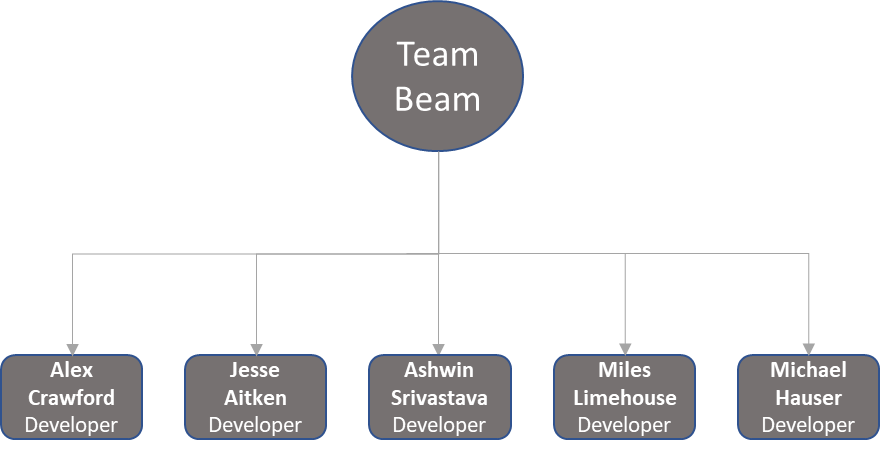 Team
Beam
Alex
Crawford
Developer
Jesse
Aitken
Developer
Ashwin
Srivastava
Developer
Miles
Limehouse
Developer
Michael
Hauser
Developer